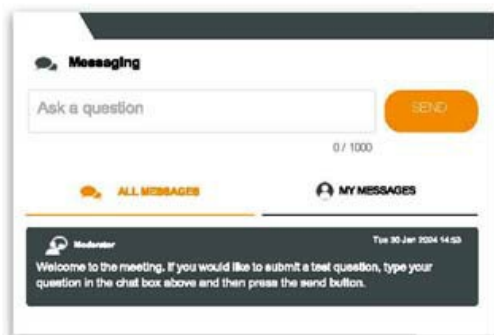 Messaging
Ask a question
SEND
0 / 1000
ALL MESSAGES
MY MESSAGES
Moderator
Tue 30 Jan 2024 14:53
Welcome to the meeting. If you would like to submit a test question, type your
question in the chat box above and then press the send button.